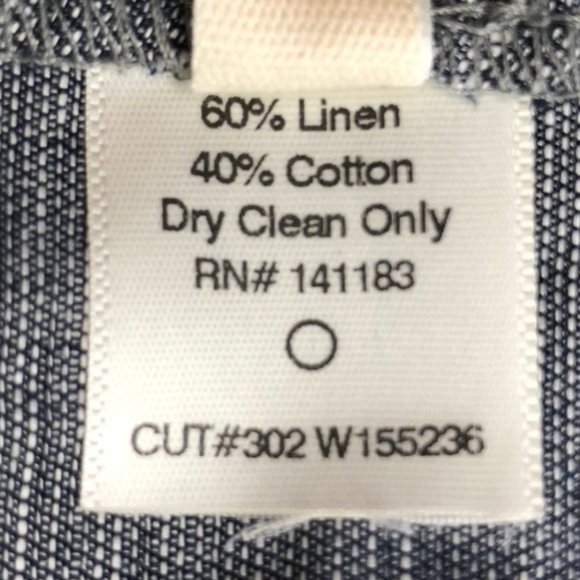 60% Linen
40% Cotton
Dry Clean Only
RN# 141183
CUT#302 W155236